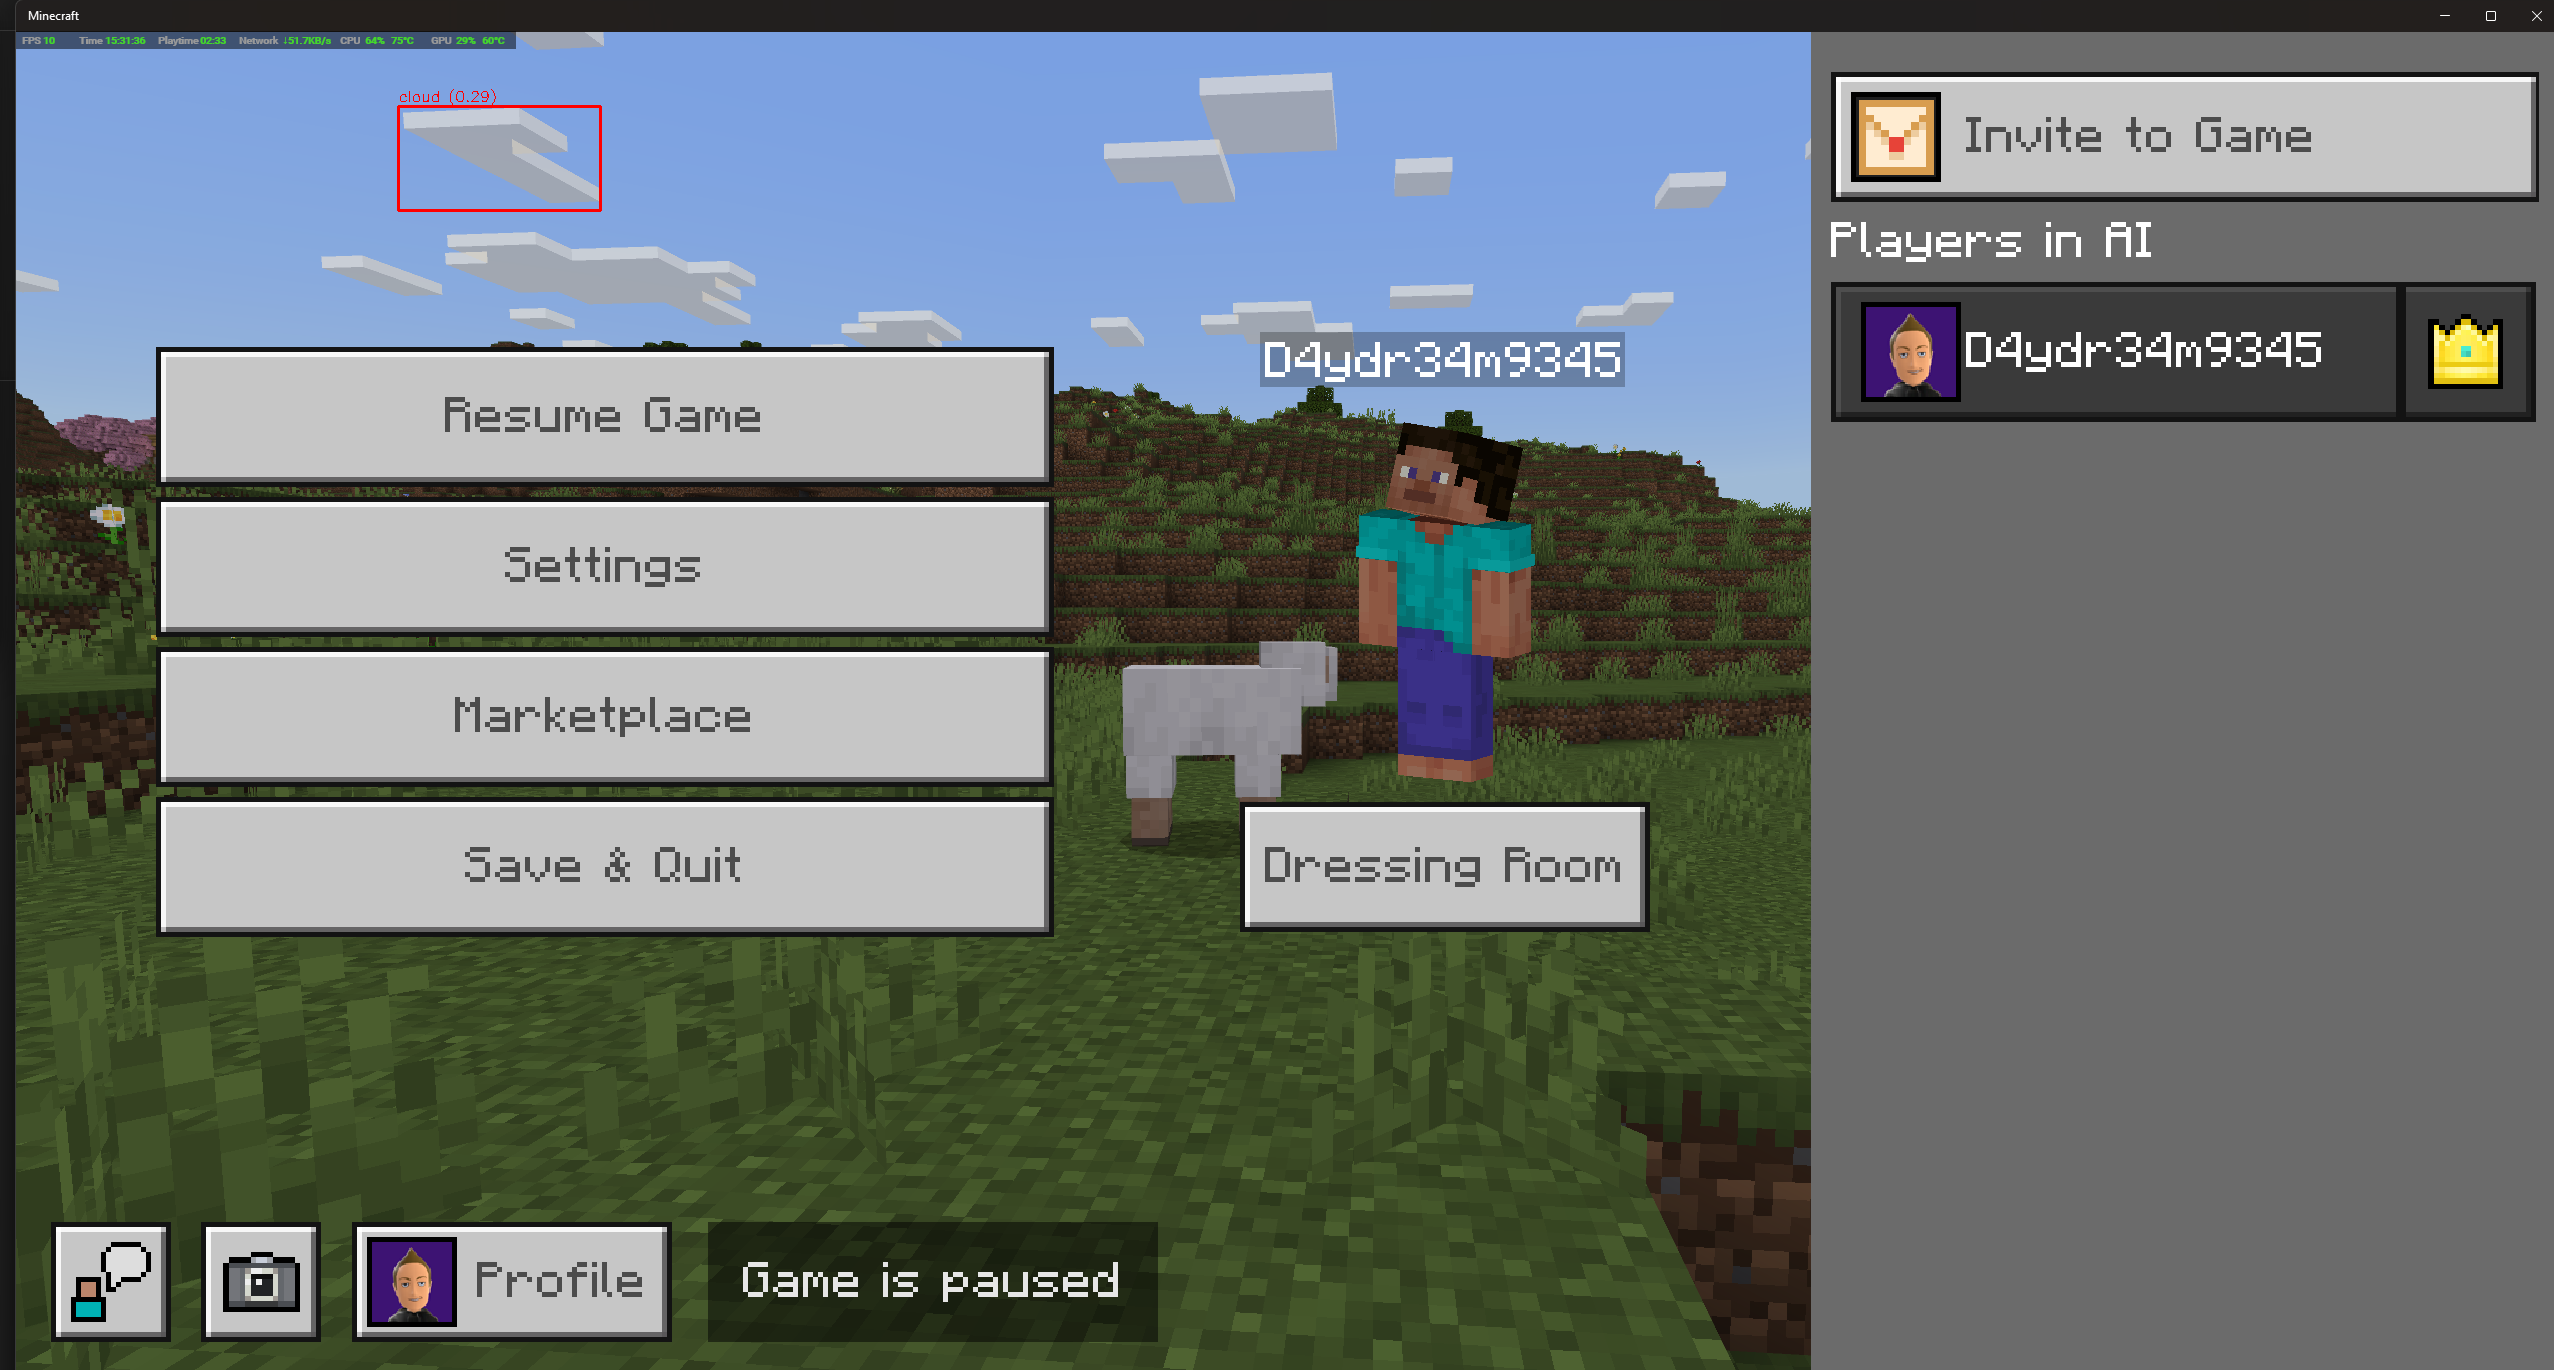 Minecraft
FPS 10 Time 15:31:36 Playtime 02:33 Network ↓51.7KB/s CPU 64% 75°C GPU 29% 60°C
cloud (0.29)
Invite to Game
Players in AI
D4ydr34m9345
D4ydr34m9345
Resume Game
Settings
Marketplace
Save & Quit
Dressing Room
Profile
Game is paused